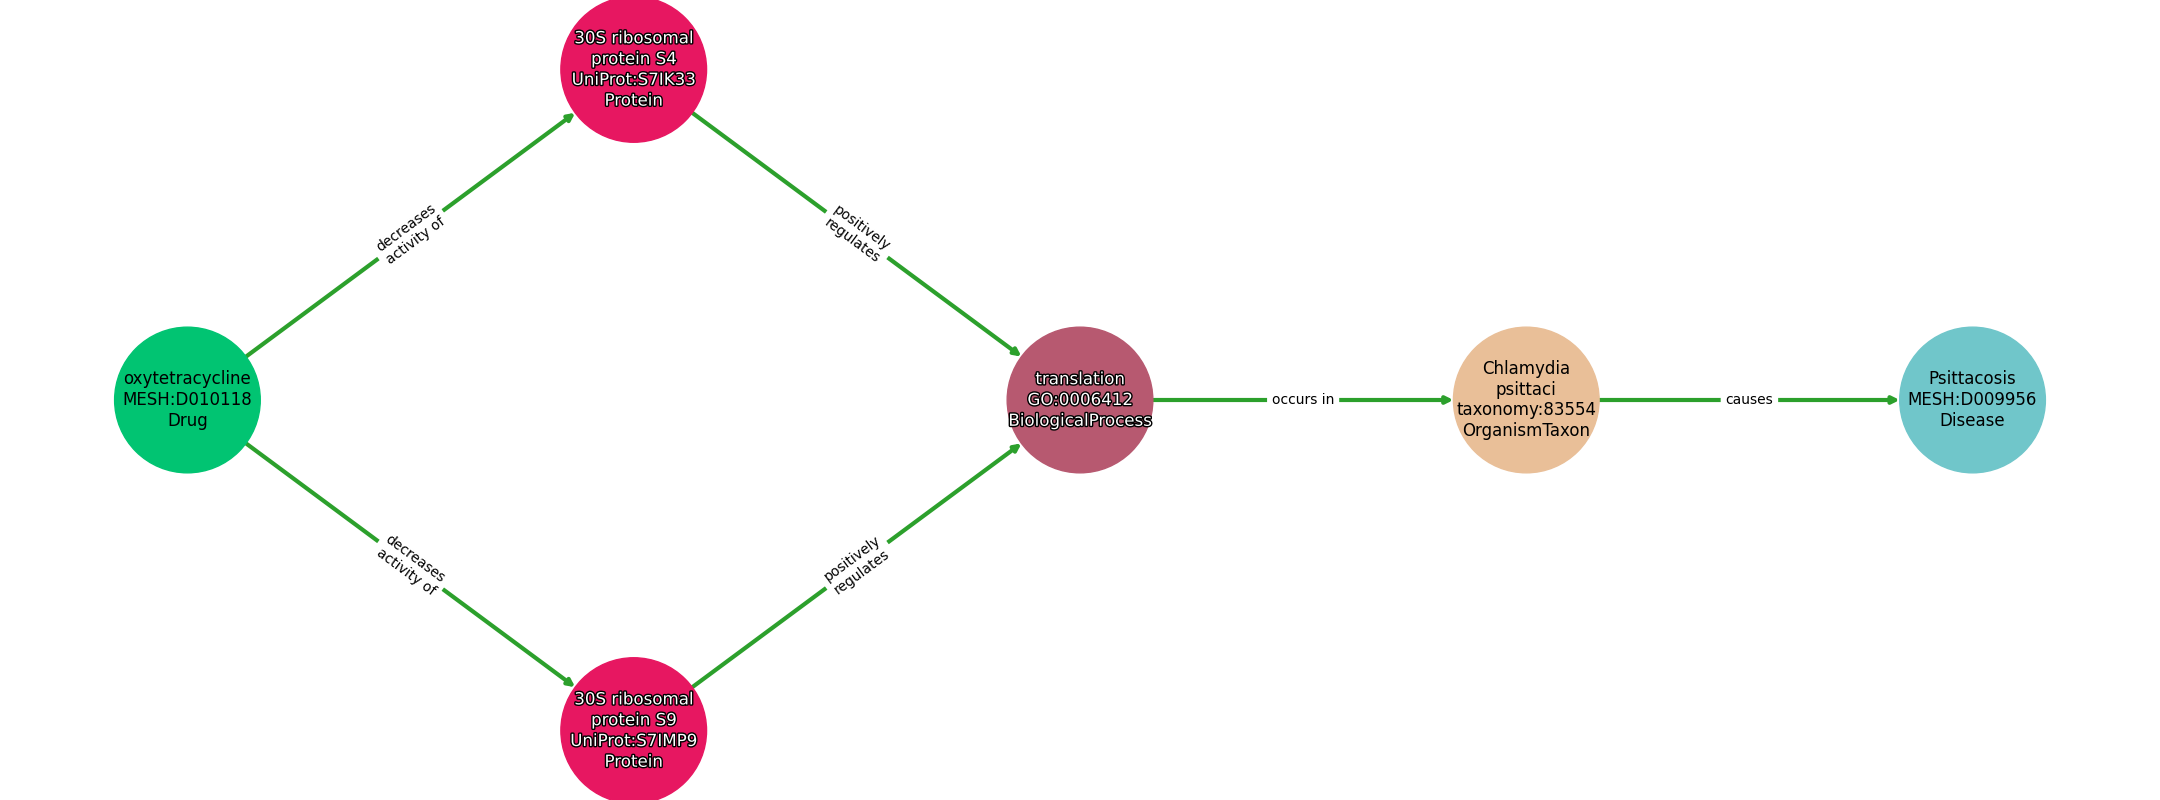 30S ribosomal
protein S4
UniProt:S7IK33
Protein
decreases
activity of
positively
regulates
oxytetracycline
MESH:D010118
Drug
translation
GO:0006412
BiologicalProcess
occurs in
Chlamydia
psittaci
taxonomy:83554
OrganismTaxon
causes
Psittacosis
MESH:D009956
Disease
decreases
activity of
positively
regulates
30S ribosomal
protein S9
UniProt:S7IMP9
Protein